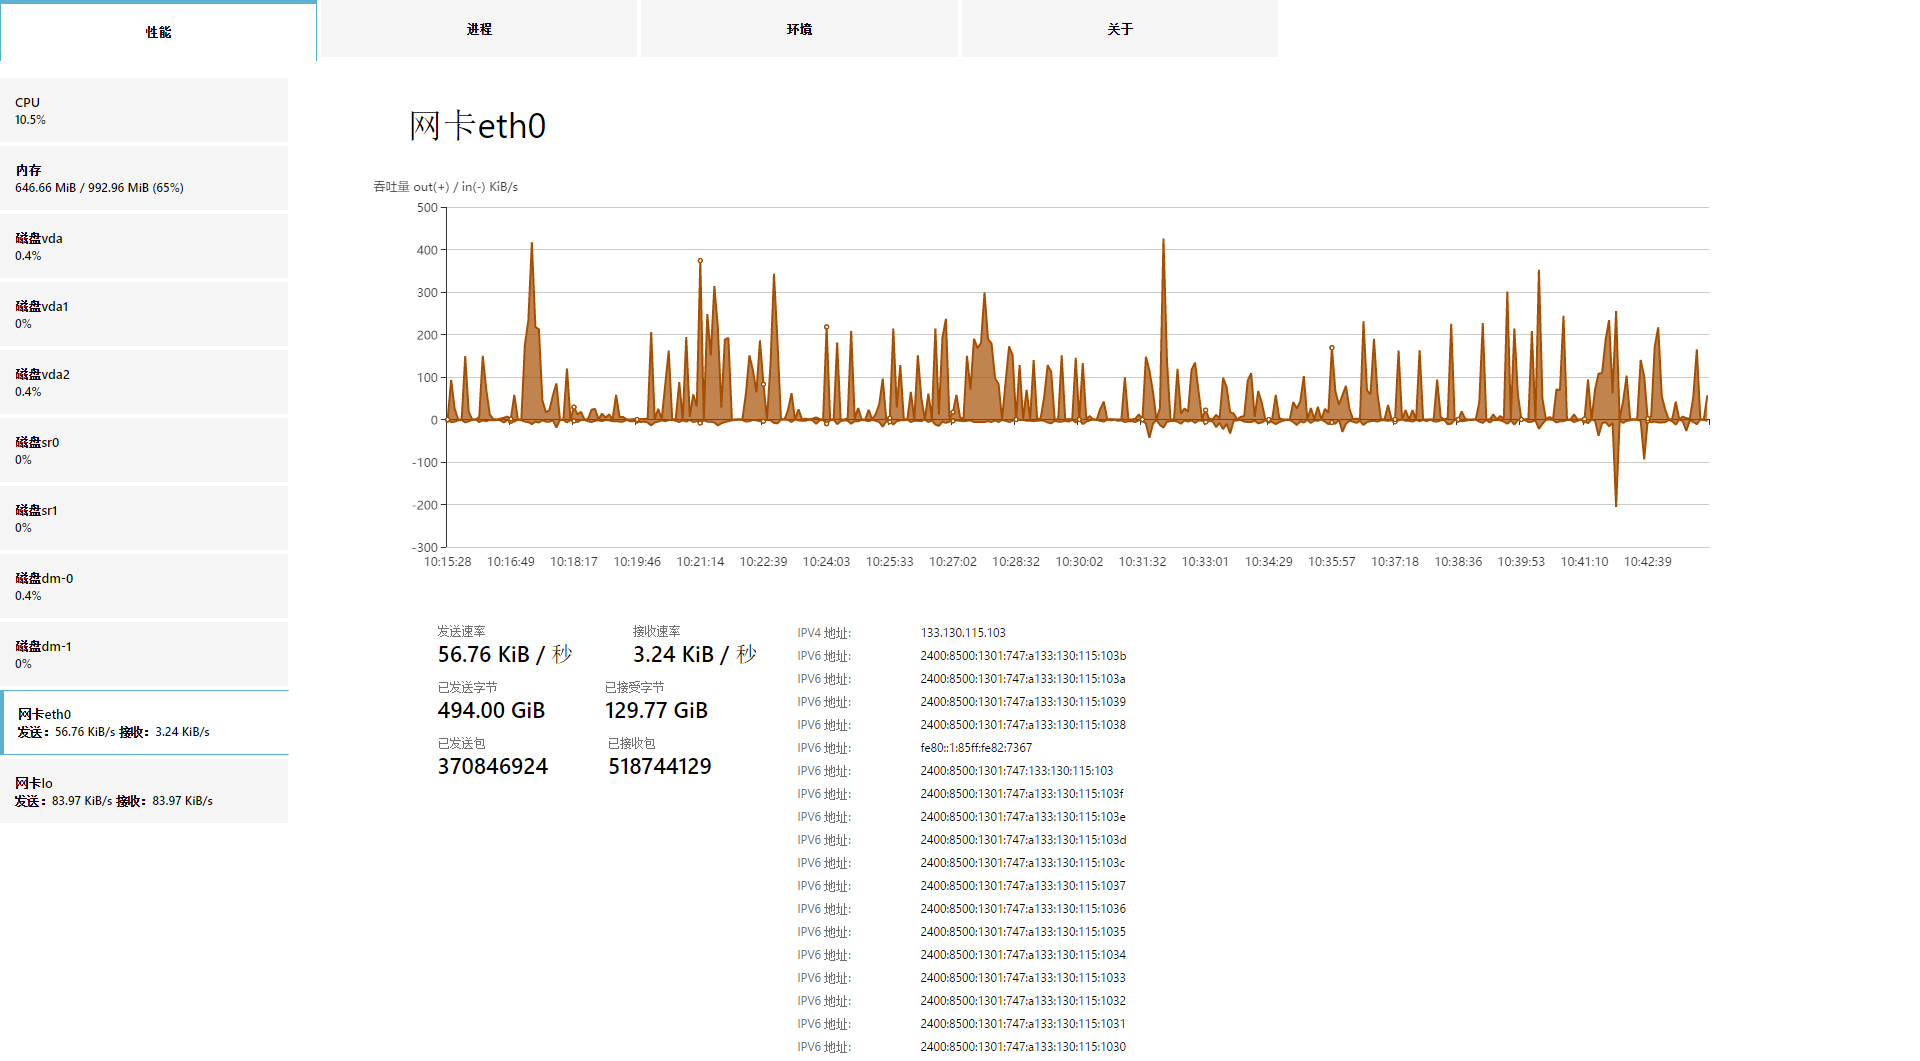 性能
进程
环境
关于
CPU
10.5%
内存
646.66 MiB / 992.96 MiB (65%)
磁盘vda
0.4%
磁盘vda1
0%
磁盘vda2
0.4%
磁盘sr0
0%
磁盘sr1
0%
磁盘dm-0
0.4%
磁盘dm-1
0%
网卡eth0
发送：56.76 KiB/s 接收：3.24 KiB/s
网卡lo
发送：83.97 KiB/s 接收：83.97 KiB/s
网卡eth0
吞吐量 out(+) / in(-) KiB/s
500
400
300
200
100
0
-100
-200
-300
10:15:28 10:16:49 10:18:17 10:19:46 10:21:14 10:22:39 10:24:03 10:25:33 10:27:02 10:28:32 10:30:02 10:31:32 10:33:01 10:34:29 10:35:57 10:37:18 10:38:36 10:39:53 10:41:10 10:42:39
发送速率 接收速率
56.76 KiB / 秒 3.24 KiB / 秒
已发送字节 已接受字节
494.00 GiB 129.77 GiB
已发送包 已接收包
370846924 518744129
IPV4 地址: 133.130.115.103
IPV6 地址: 2400:8500:1301:747:a133:130:115:103b
IPV6 地址: 2400:8500:1301:747:a133:130:115:103a
IPV6 地址: 2400:8500:1301:747:a133:130:115:1039
IPV6 地址: 2400:8500:1301:747:a133:130:115:1038
IPV6 地址: fe80::1:85ff:fe82:7367
IPV6 地址: 2400:8500:1301:747:133:130:115:103
IPV6 地址: 2400:8500:1301:747:a133:130:115:103f
IPV6 地址: 2400:8500:1301:747:a133:130:115:103e
IPV6 地址: 2400:8500:1301:747:a133:130:115:103d
IPV6 地址: 2400:8500:1301:747:a133:130:115:103c
IPV6 地址: 2400:8500:1301:747:a133:130:115:1037
IPV6 地址: 2400:8500:1301:747:a133:130:115:1036
IPV6 地址: 2400:8500:1301:747:a133:130:115:1035
IPV6 地址: 2400:8500:1301:747:a133:130:115:1034
IPV6 地址: 2400:8500:1301:747:a133:130:115:1033
IPV6 地址: 2400:8500:1301:747:a133:130:115:1032
IPV6 地址: 2400:8500:1301:747:a133:130:115:1031
IPV6 地址: 2400:8500:1301:747:a133:130:115:1030